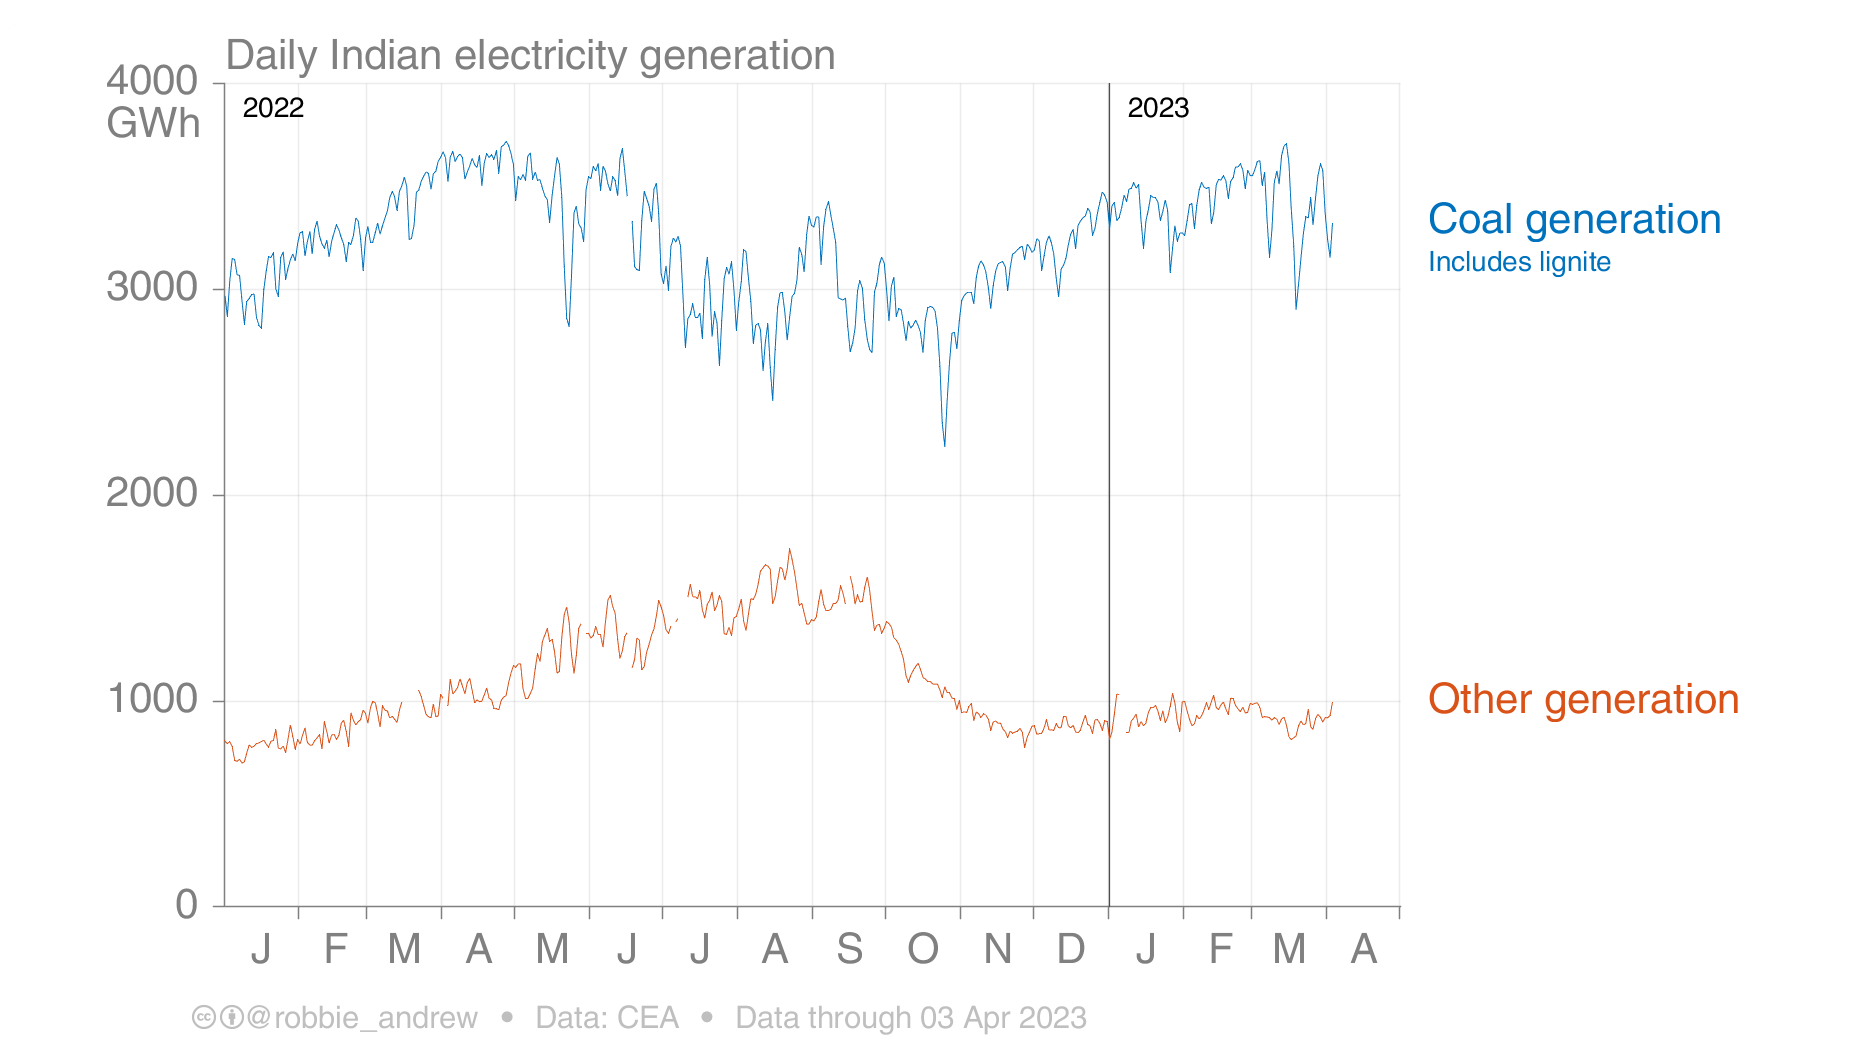 Daily Indian electricity generation
4000
GWh
2022
2023
3000
2000
1000
0
Coal generation
Includes lignite
Other generation
J F M A M J J A S O N D J F M A
@robbie_andrew • Data: CEA • Data through 03 Apr 2023